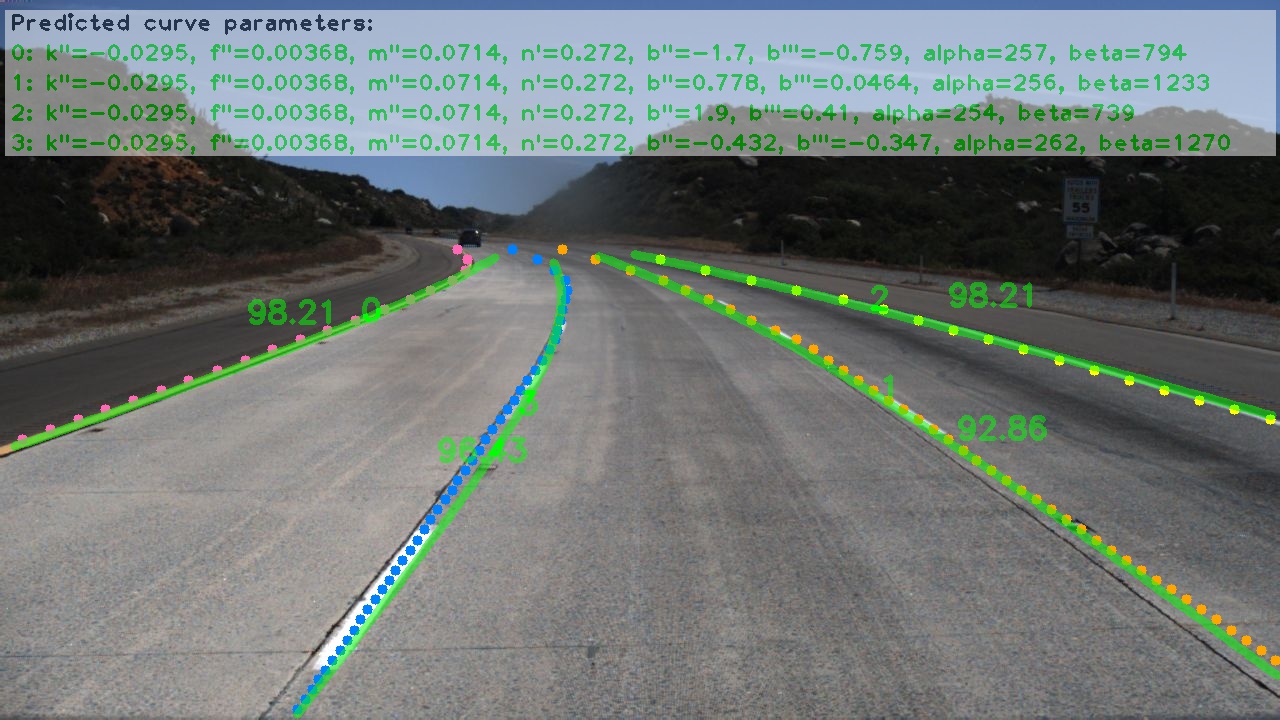 Predicted curve parameters:
0: k''=-0.0295, f''=0.00368, m''=0.0714, n'=0.272, b''=-1.7, b'''=-0.759, alpha=257, beta=794
1: k''=-0.0295, f''=0.00368, m''=0.0714, n'=0.272, b''=0.778, b'''=0.0464, alpha=256, beta=1233
2: k''=-0.0295, f''=0.00368, m''=0.0714, n'=0.272, b''=1.9, b'''=0.41, alpha=254, beta=739
3: k''=-0.0295, f''=0.00368, m''=0.0714, n'=0.272, b''=-0.432, b'''=-0.347, alpha=262, beta=1270
55
98.21 0
2 98.21
1
92.86
3